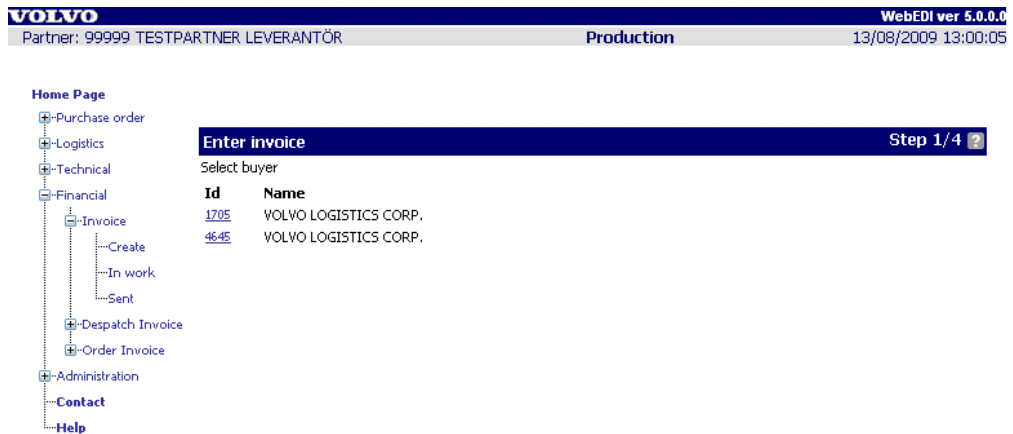 VOLVO WebEDI ver 5.0.0.0
Partner: 99999 TESTPARTNER LEVERANTÖR Production 13/08/2009 13:00:05
Home Page
Purchase order
Logistics
Technical
Financial
Invoice
Create
In work
Sent
Despatch Invoice
Order Invoice
Administration
Contact
Help
Enter invoice Step 1/4 ?
Select buyer
Id Name
1705 VOLVO LOGISTICS CORP.
4645 VOLVO LOGISTICS CORP.